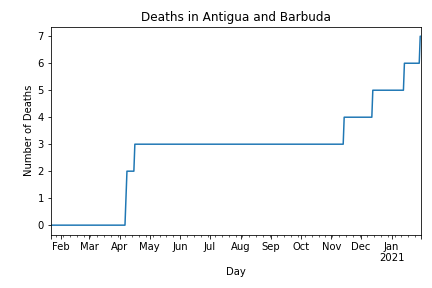 Deaths in Antigua and Barbuda
7
6
5
4
3
2
1
0
Number of Deaths
Feb Mar Apr May Jun Jul Aug Sep Oct Nov Dec Jan
2021
Day